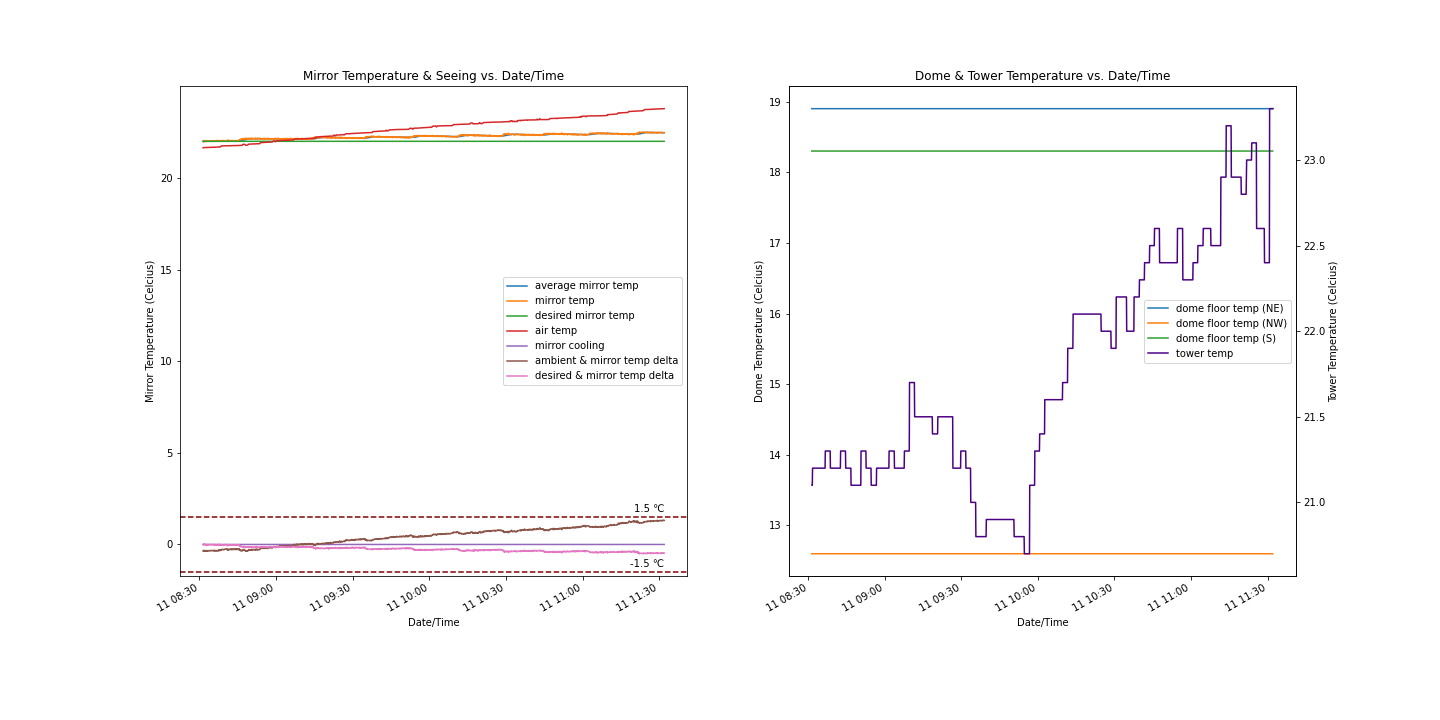 Mirror Temperature & Seeing vs. Date/Time
Mirror Temperature (Celcius)
20
15
10
5
0
average mirror temp
mirror temp
desired mirror temp
air temp
mirror cooling
ambient & mirror temp delta
desired & mirror temp delta
1.5 ℃
-1.5 ℃
11 08:30
11 09:00
11 09:30
11 10:00
11 10:30
11 11:00
11 11:30
Date/Time
Dome & Tower Temperature vs. Date/Time
Dome Temperature (Celcius)
19
18
17
16
15
14
13
dome floor temp (NE)
dome floor temp (NW)
dome floor temp (S)
tower temp
23.0
22.5
22.0
21.5
21.0
Tower Temperature (Celcius)
11 08:30
11 09:00
11 09:30
11 10:00
11 10:30
11 11:00
11 11:30
Date/Time